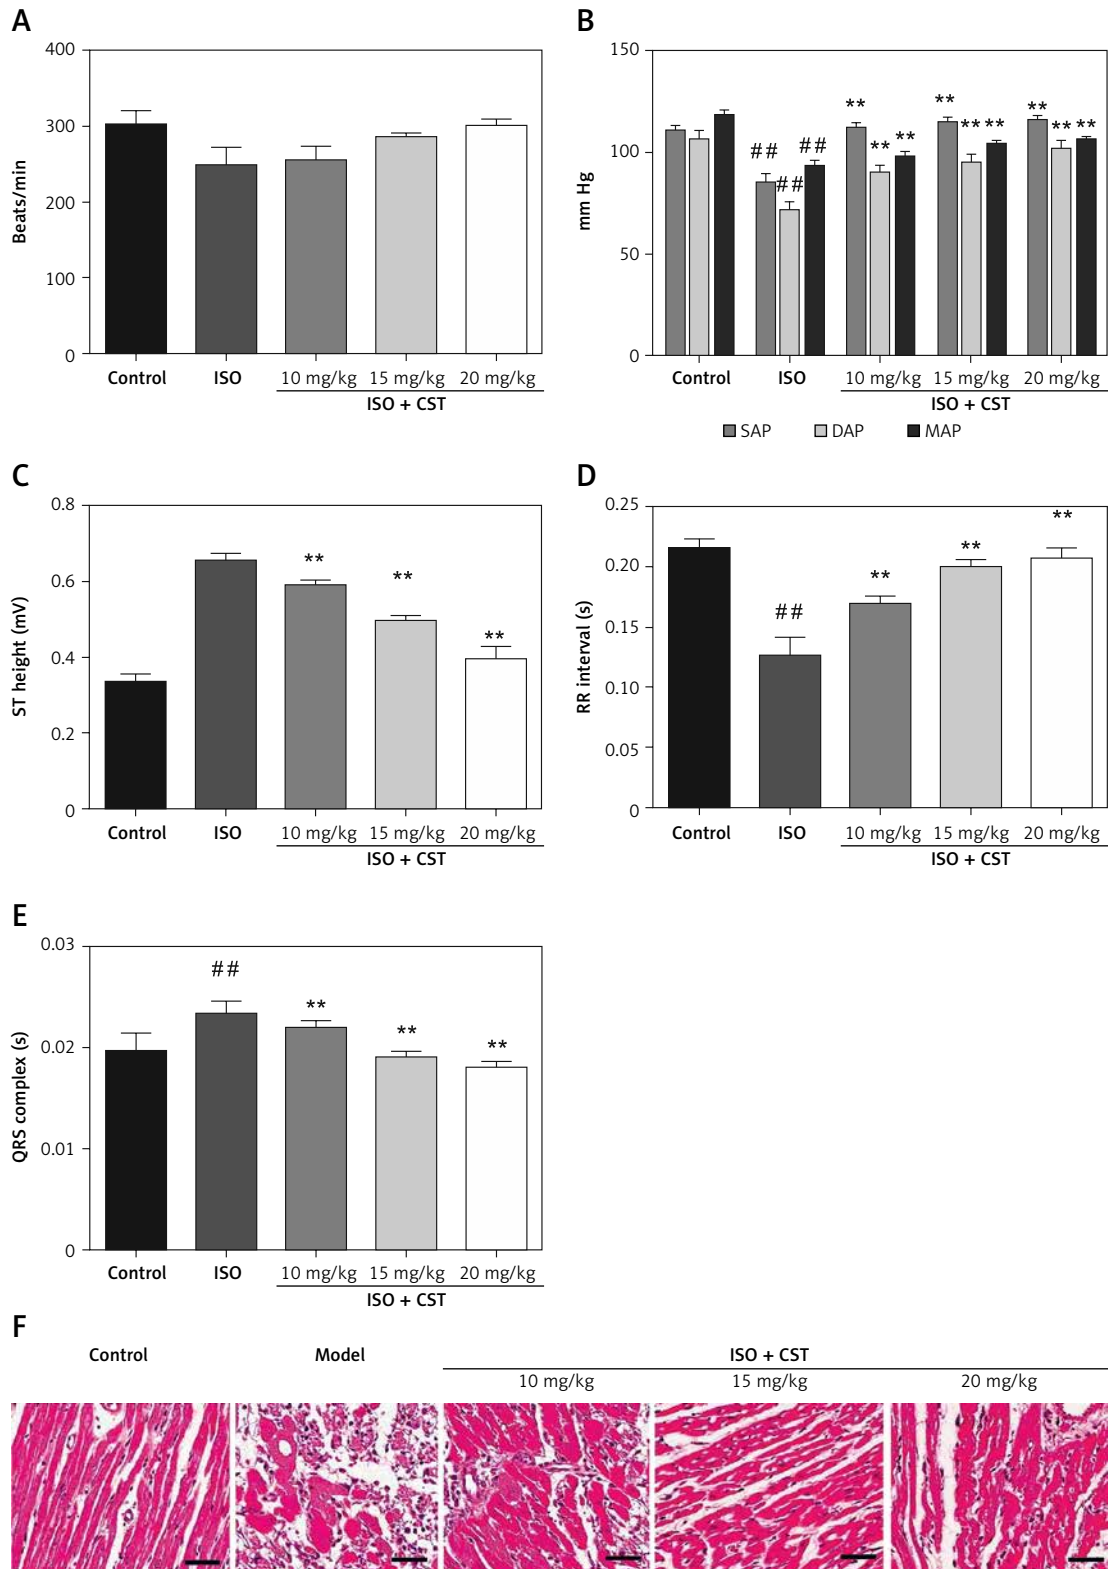 A
400
300
200
100
0
Beats/min
Control ISO 10 mg/kg 15 mg/kg 20 mg/kg
ISO + CST
B
150
100
50
0
mm Hg
## ## ##
** ** **
** ** **
** ** **
Control ISO 10 mg/kg 15 mg/kg 20 mg/kg
ISO + CST
SAP DAP MAP
C
0.8
0.6
0.4
0.2
0
ST height (mV)
** ** **
Control ISO 10 mg/kg 15 mg/kg 20 mg/kg
ISO + CST
D
0.25
0.20
0.15
0.10
0.05
0
RR interval (s)
## ** ** **
Control ISO 10 mg/kg 15 mg/kg 20 mg/kg
ISO + CST
E
0.03
0.02
0.01
0
QRS complex (s)
## ** ** **
Control ISO 10 mg/kg 15 mg/kg 20 mg/kg
ISO + CST
F
Control Model ISO + CST
10 mg/kg 15 mg/kg 20 mg/kg